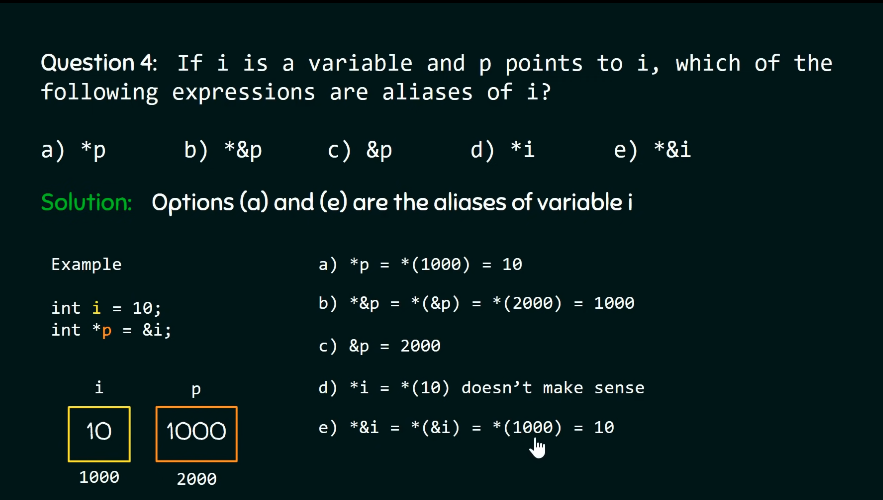 Question 4: If i is a variable and p points to i, which of the
following expressions are aliases of i?
a) *p b) *&p c) &p d) *i e) *&i
Solution: Options (a) and (e) are the aliases of variable i
Example
int i = 10;
int *p = &i;
i p
10 1000
1000 2000
a) *p = *(1000) = 10
b) *&p = *(&p) = *(2000) = 1000
c) &p = 2000
d) *i = *(10) doesn't make sense
e) *&i = *(&i) = *(1000) = 10